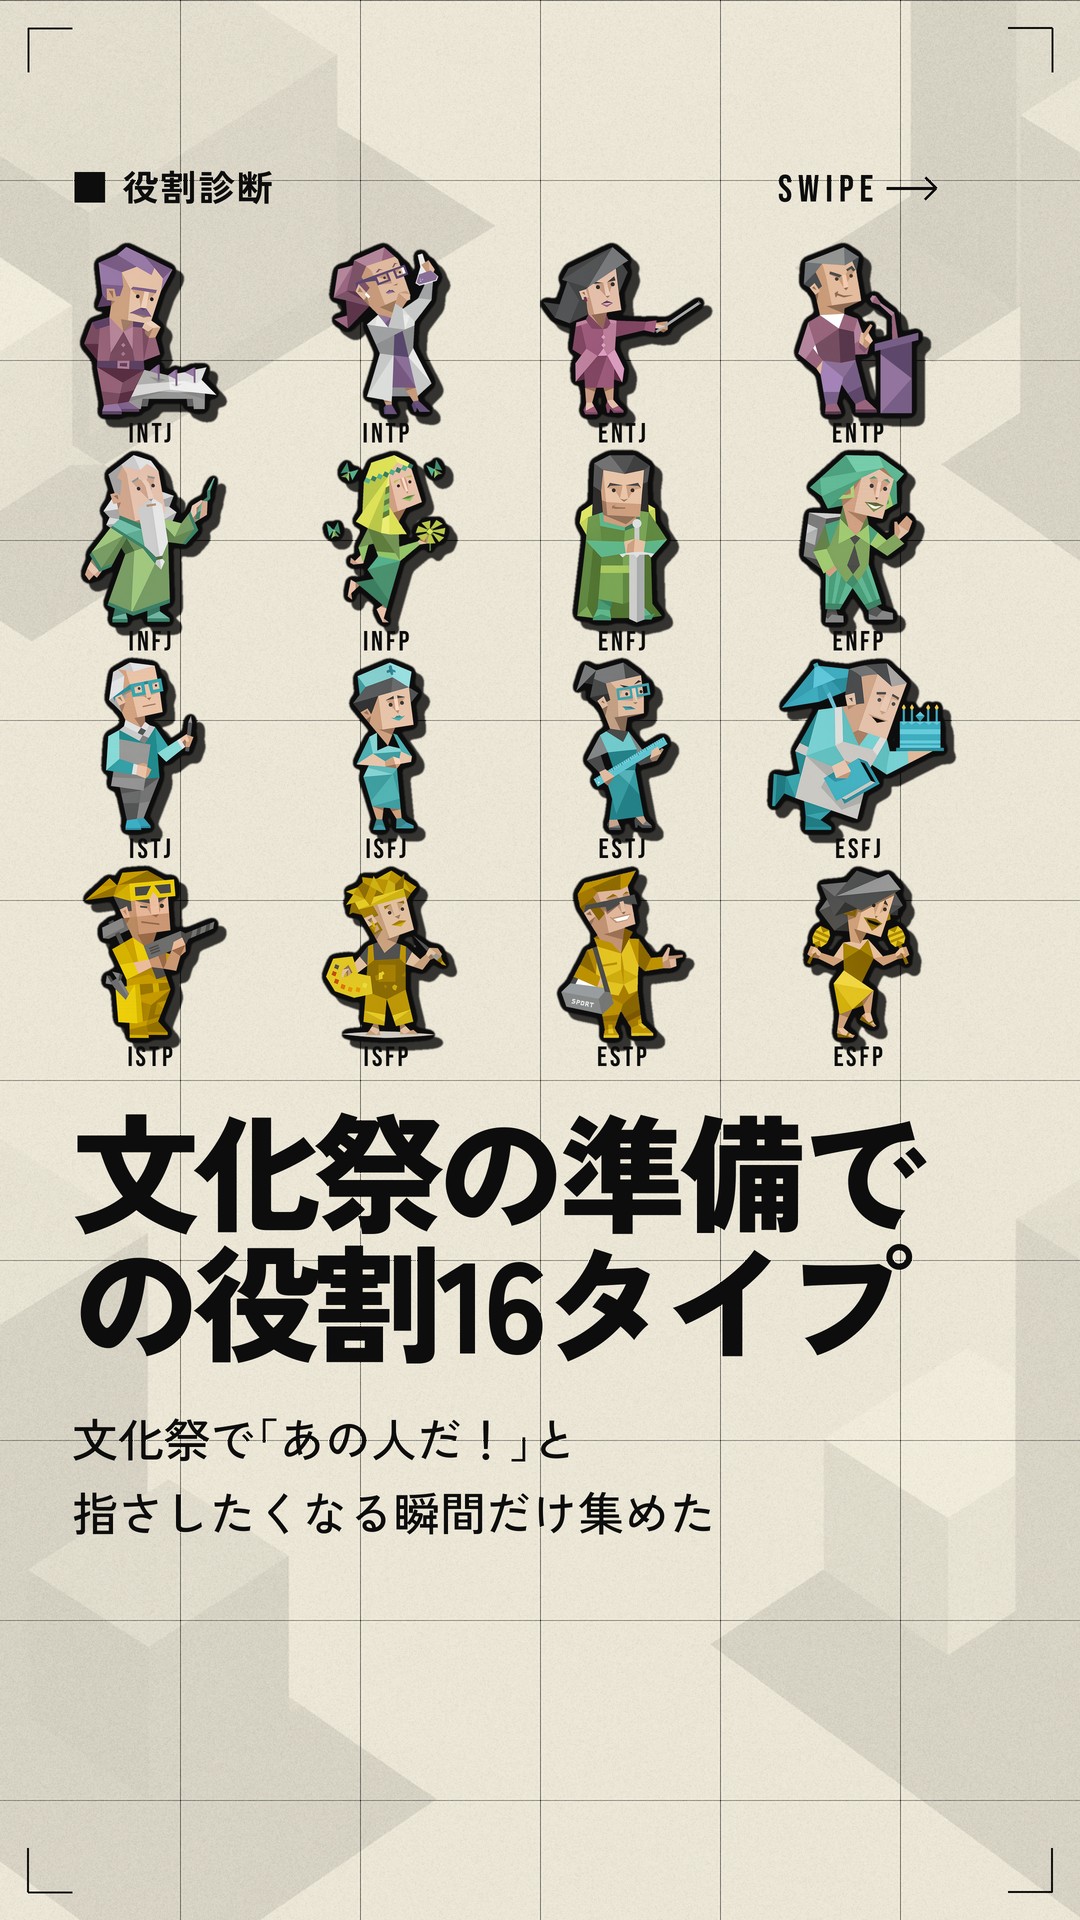 ■ 役割診断
SWIPE →
INTJ
INTP
ENTJ
ENTP
INFJ
INFP
ENFJ
ENFP
ISTJ
ISFJ
ESTJ
ESFJ
SPORT
ISTP
ISFP
ESTP
ESFP
文化祭の準備で
の役割16タイプ
文化祭で「あの人だ！」と
指さしたくなる瞬間だけ集めた